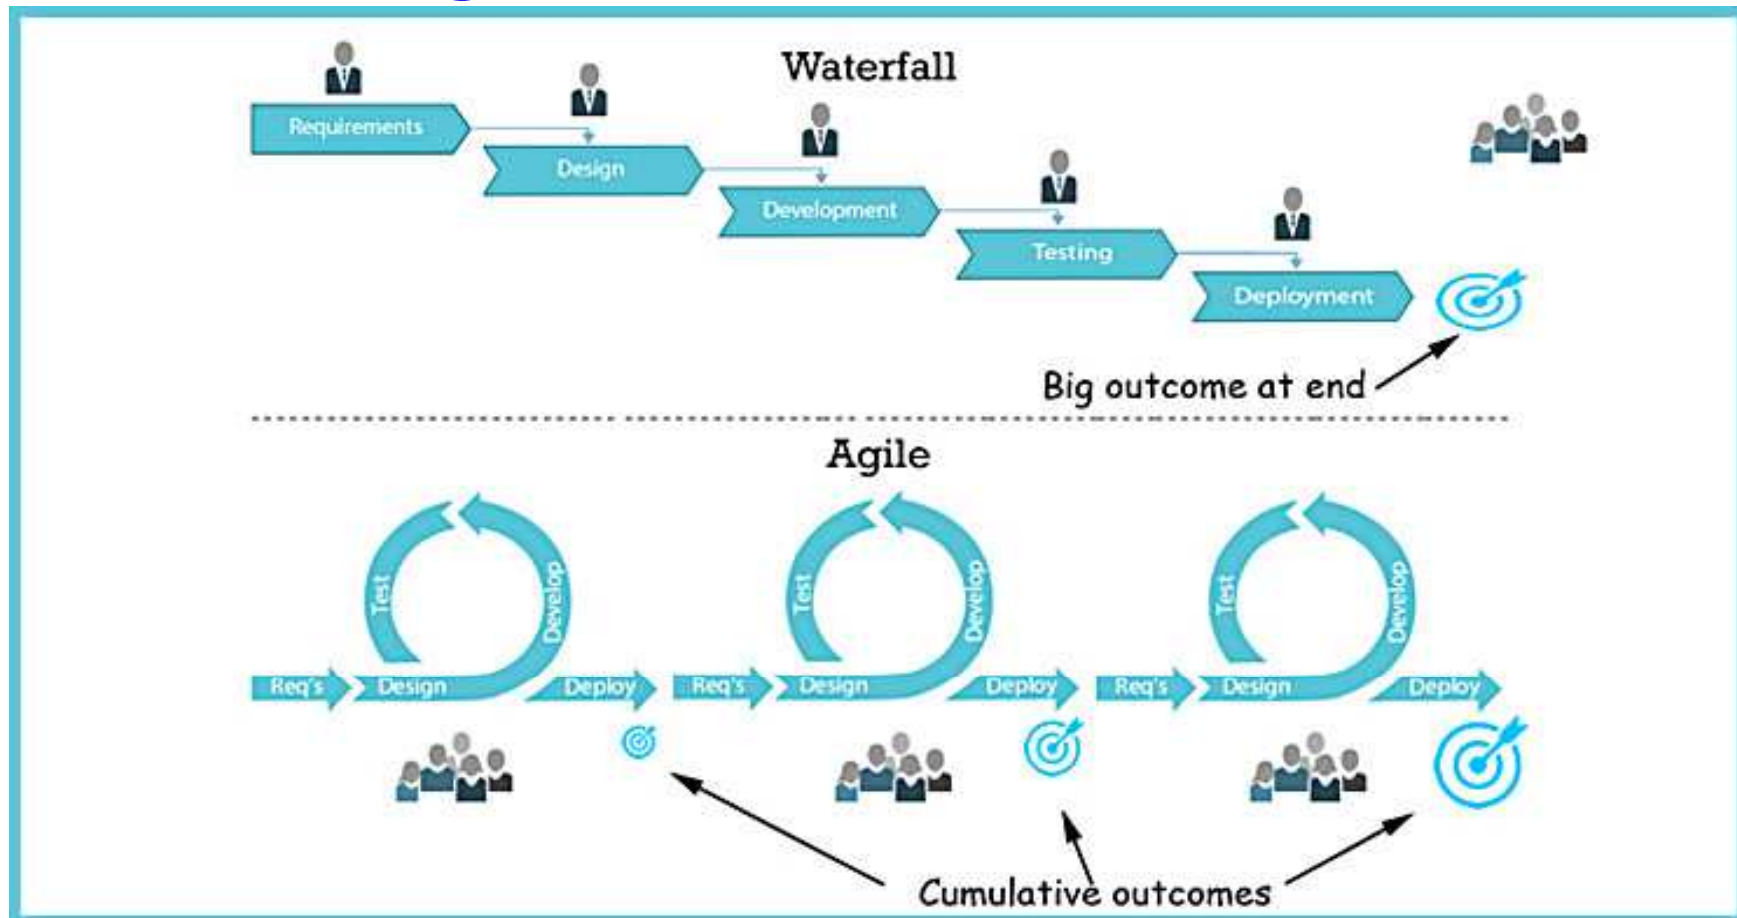 Waterfall
Requirements
Design
Development
Testing
Deployment
Big outcome at end
Agile
Test
Develop
Req's
Design
Deploy
Test
Develop
Req's
Design
Deploy
Test
Develop
Req's
Design
Deploy
Cumulative outcomes